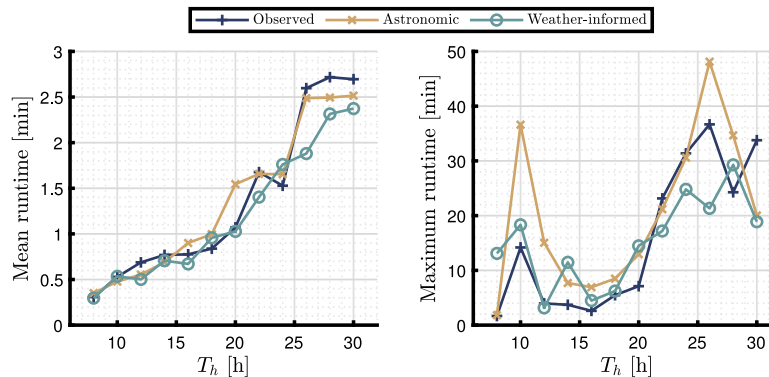 Observed Astronomic Weather-informed
3
2.5
2
1.5
1
0.5
0
10 15 20 25 30
Mean runtime [min]
T_h [h]
50
40
30
20
10
0
10 15 20 25 30
Maximum runtime [min]
T_h [h]